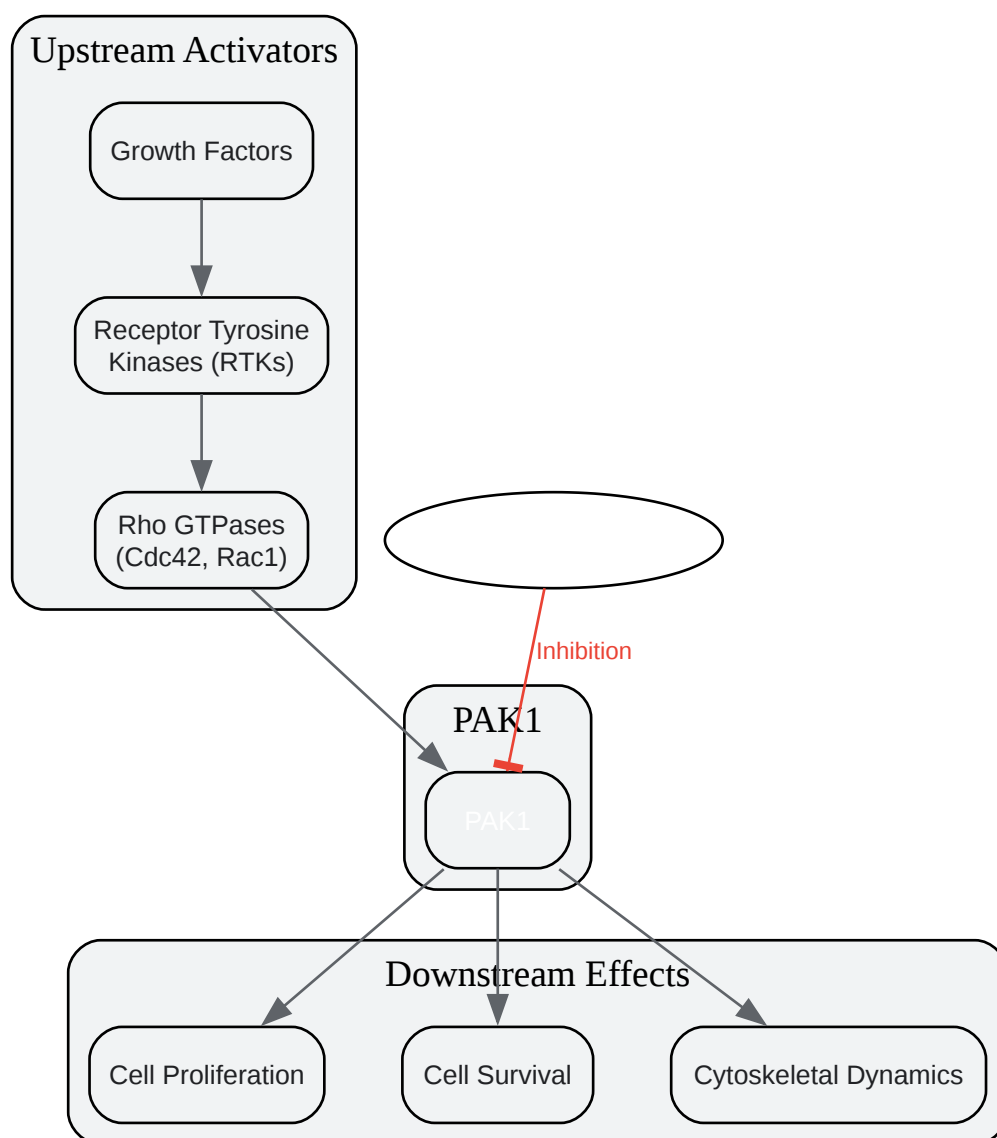 Upstream Activators
Growth Factors
Receptor Tyrosine
Kinases (RTKs)
Rho GTPases
(Cdc42, Rac1)
Inhibition
PAK1
PAK1
Downstream Effects
Cell Proliferation
Cell Survival
Cytoskeletal Dynamics